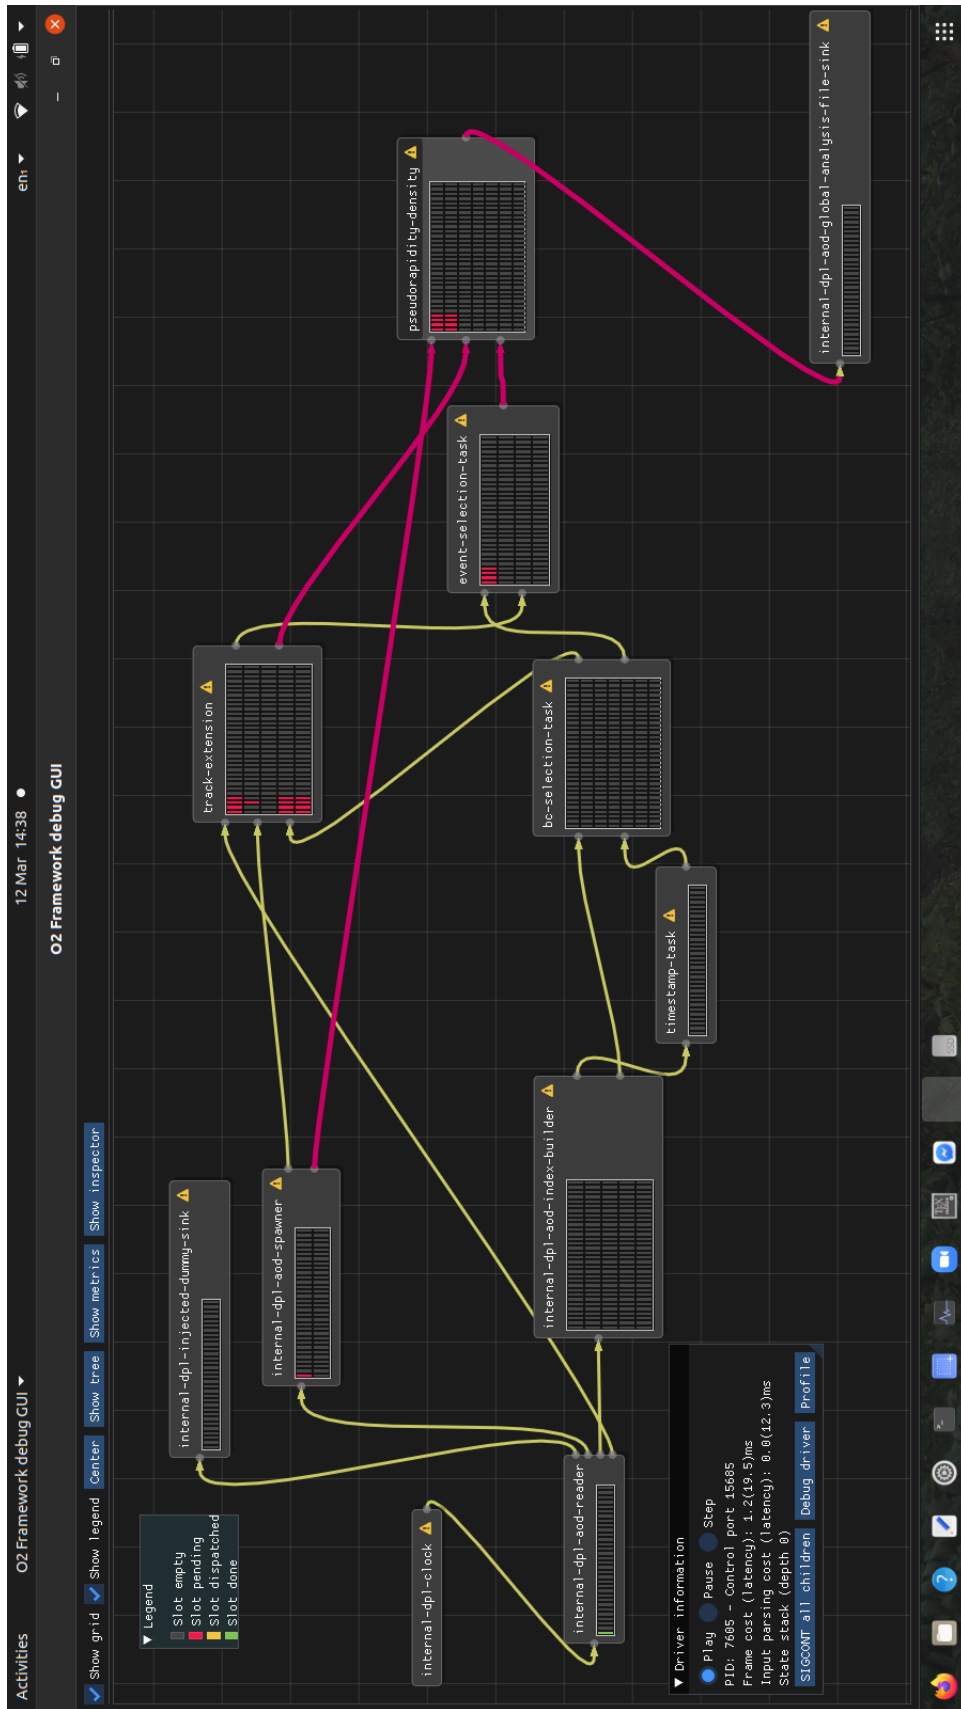 Activities
O2 Framework debug GUI
12 Mar 14:38
en₁
O2 Framework debug GUI
Show grid
Show legend
Center
Show tree
Show metrics
Show inspector
Legend
Slot empty
Slot pending
Slot dispatched
Slot done
internal-dpl-injected-dummy-sink
internal-dpl-aod-spawner
track-extension
pseudorapidity-density
event-selection-task
internal-dpl-clock
internal-dpl-aod-reader
internal-dpl-aod-index-builder
bc-selection-task
timestamp-task
internal-dpl-aod-global-analysis-file-sink
Driver information
Play Pause Step
PID: 7605 - Control port 15685
Frame cost (latency): 1.2(19.5)ms
Input parsing cost (latency): 0.0(12.3)ms
State stack (depth 0)
SIGCONT all children
Debug driver
Profile
SSD